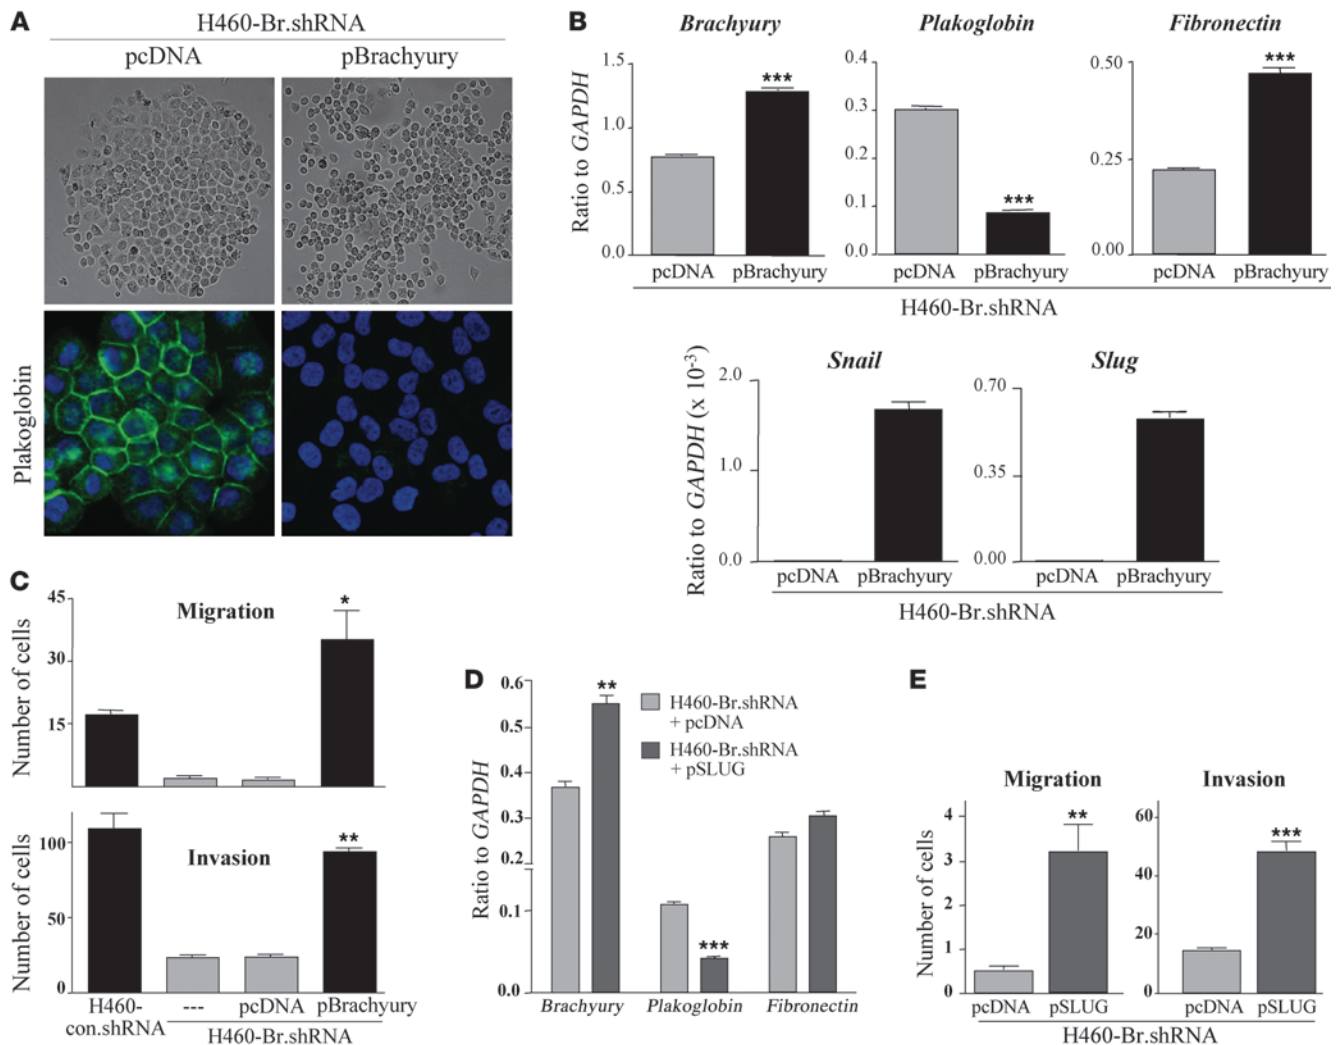 A
H460-Br.shRNA
pcDNA pBrachyury
Plakoglobin
B
Brachyury Plakoglobin Fibronectin
Ratio to GAPDH
1.5
1.0
0.5
0.0
***
pcDNA pBrachyury
0.4
0.3
0.2
0.1
0.0
***
pcDNA pBrachyury
0.50
0.25
0.00
***
pcDNA pBrachyury
H460-Br.shRNA
Snail Slug
Ratio to GAPDH (x 10-3)
2.0
1.0
0.0
pcDNA pBrachyury
0.70
0.35
0.00
pcDNA pBrachyury
H460-Br.shRNA
C
Migration
Number of cells
45
30
15
*
Invasion
Number of cells
100
50
0
**
H460-con.shRNA --- pcDNA pBrachyury
H460-Br.shRNA
D
Ratio to GAPDH
0.6
0.5
0.4
0.3
0.2
0.1
0.0
**
***
H460-Br.shRNA
+ pcDNA
H460-Br.shRNA
+ pSLUG
Brachyury Plakoglobin Fibronectin
E
Migration Invasion
Number of cells
4
3
2
1
0
**
pcDNA pSLUG
60
40
20
0
***
pcDNA pSLUG
H460-Br.shRNA